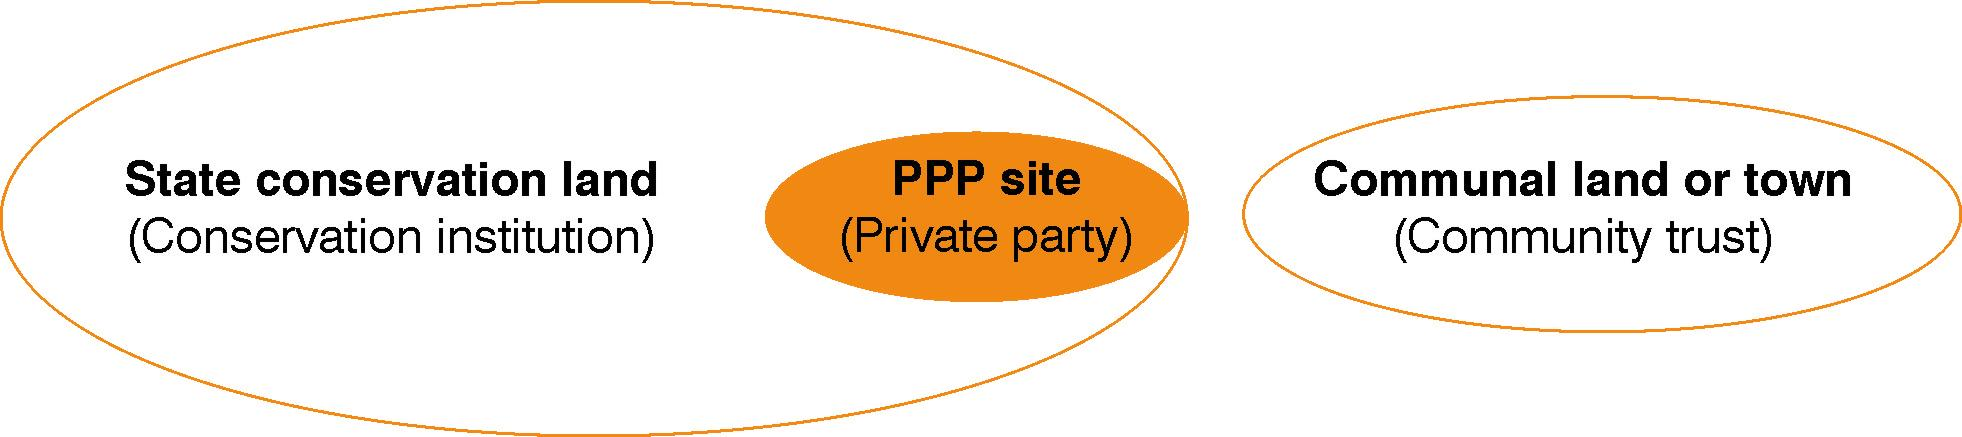 State conservation land
(Conservation institution)
PPP site
(Private party)
Communal land or town
(Community trust)